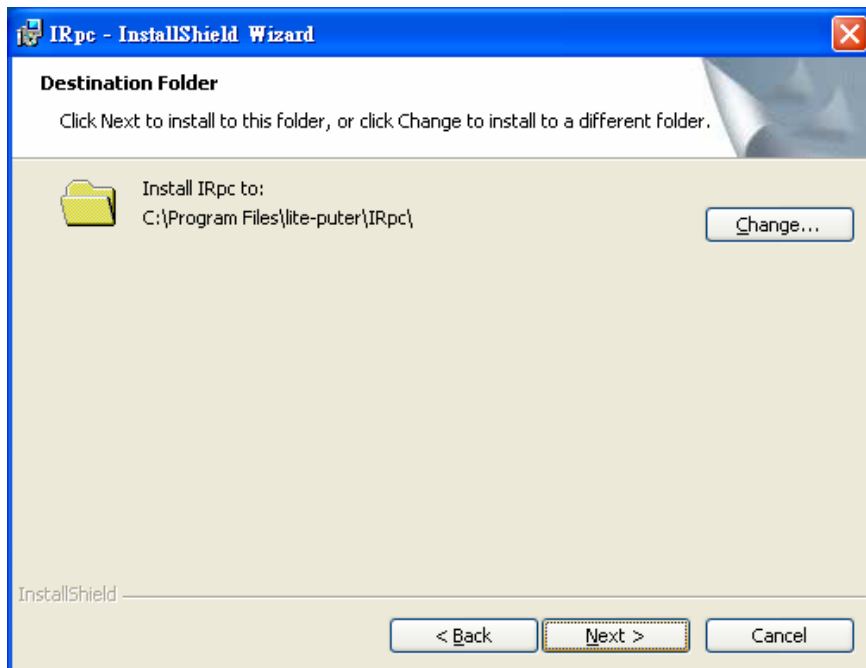 IRpc - InstallShield Wizard
Destination Folder
Click Next to install to this folder, or click Change to install to a different folder.
Install IRpc to:
C:\Program Files\lite-puter\IRpc\
Change...
InstallShield
< Back
Next >
Cancel